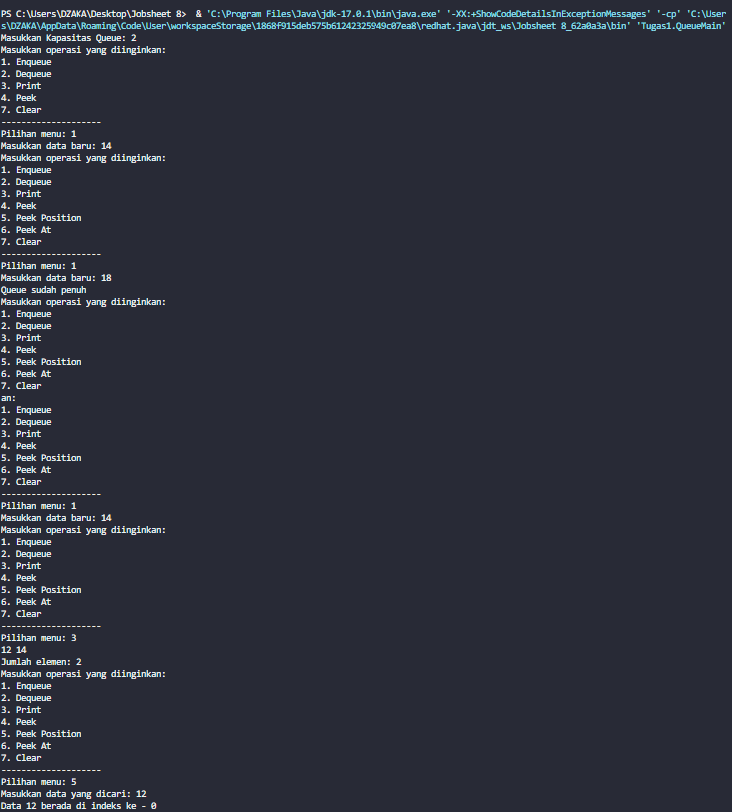 PS C:\Users\DZAKA\Desktop\Jobsheet 8>  & 'C:\Program Files\Java\jdk-17.0.1\bin\java.exe' '-XX:+ShowCodeDetailsInExceptionMessages' '-cp' 'C:\User
s\DZAKA\AppData\Roaming\Code\User\workspaceStorage\1868f915deb575b61242325949c07ea8\redhat.java\jdt_ws\Jobsheet 8_62a0a3a\bin' 'Tugas1.QueueMain'
Masukkan Kapasitas Queue: 2
Masukkan operasi yang diinginkan:
1. Enqueue
2. Dequeue
3. Print
4. Peek
7. Clear
--------------------
Pilihan menu: 1
Masukkan data baru: 14
Masukkan operasi yang diinginkan:
1. Enqueue
2. Dequeue
3. Print
4. Peek
5. Peek Position
6. Peek At
7. Clear
--------------------
Pilihan menu: 1
Masukkan data baru: 18
Queue sudah penuh
Masukkan operasi yang diinginkan:
1. Enqueue
2. Dequeue
3. Print
4. Peek
5. Peek Position
6. Peek At
7. Clear
an:
1. Enqueue
2. Dequeue
3. Print
4. Peek
5. Peek Position
6. Peek At
7. Clear
--------------------
Pilihan menu: 1
Masukkan data baru: 14
Masukkan operasi yang diinginkan:
1. Enqueue
2. Dequeue
3. Print
4. Peek
5. Peek Position
6. Peek At
7. Clear
--------------------
Pilihan menu: 3
12 14
Jumlah elemen: 2
Masukkan operasi yang diinginkan:
1. Enqueue
2. Dequeue
3. Print
4. Peek
5. Peek Position
6. Peek At
7. Clear
--------------------
Pilihan menu: 5
Masukkan data yang dicari: 12
Data 12 berada di indeks ke - 0